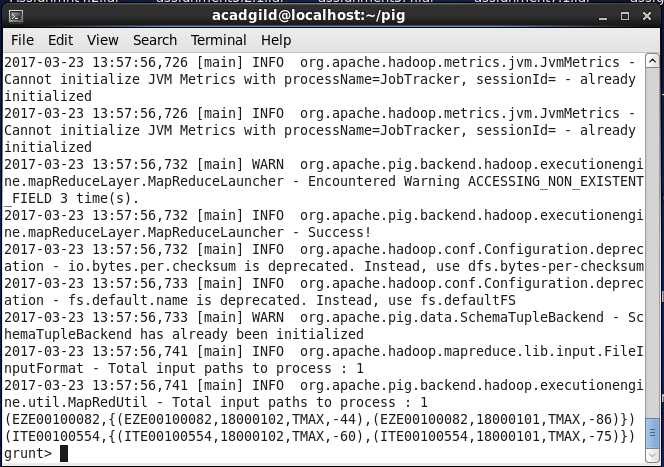 acadgild@localhost:~/pig
File Edit View Search Terminal Help
2017-03-23 13:57:56,726 [main] INFO  org.apache.hadoop.metrics.jvm.JvmMetrics -
Cannot initialize JVM Metrics with processName=JobTracker, sessionId= - already
initialized
2017-03-23 13:57:56,726 [main] INFO  org.apache.hadoop.metrics.jvm.JvmMetrics -
Cannot initialize JVM Metrics with processName=JobTracker, sessionId= - already
initialized
2017-03-23 13:57:56,732 [main] WARN  org.apache.pig.backend.hadoop.executionengi
ne.mapReduceLayer.MapReduceLauncher - Encountered Warning ACCESSING_NON_EXISTENT
_FIELD 3 time(s).
2017-03-23 13:57:56,732 [main] INFO  org.apache.pig.backend.hadoop.executionengi
ne.mapReduceLayer.MapReduceLauncher - Success!
2017-03-23 13:57:56,732 [main] INFO  org.apache.hadoop.conf.Configuration.deprec
ation - io.bytes.per.checksum is deprecated. Instead, use dfs.bytes-per-checksum
2017-03-23 13:57:56,733 [main] INFO  org.apache.hadoop.conf.Configuration.deprec
ation - fs.default.name is deprecated. Instead, use fs.defaultFS
2017-03-23 13:57:56,733 [main] WARN  org.apache.pig.data.SchemaTupleBackend - Sc
hemaTupleBackend has already been initialized
2017-03-23 13:57:56,741 [main] INFO  org.apache.hadoop.mapreduce.lib.input.FileI
nputFormat - Total input paths to process : 1
2017-03-23 13:57:56,741 [main] INFO  org.apache.pig.backend.hadoop.executionengi
ne.util.MapRedUtil - Total input paths to process : 1
(EZE00100082,{(EZE00100082,18000102,TMAX,-44),(EZE00100082,18000101,TMAX,-86)})
(ITE00100554,{(ITE00100554,18000102,TMAX,-60),(ITE00100554,18000101,TMAX,-75)})
grunt>